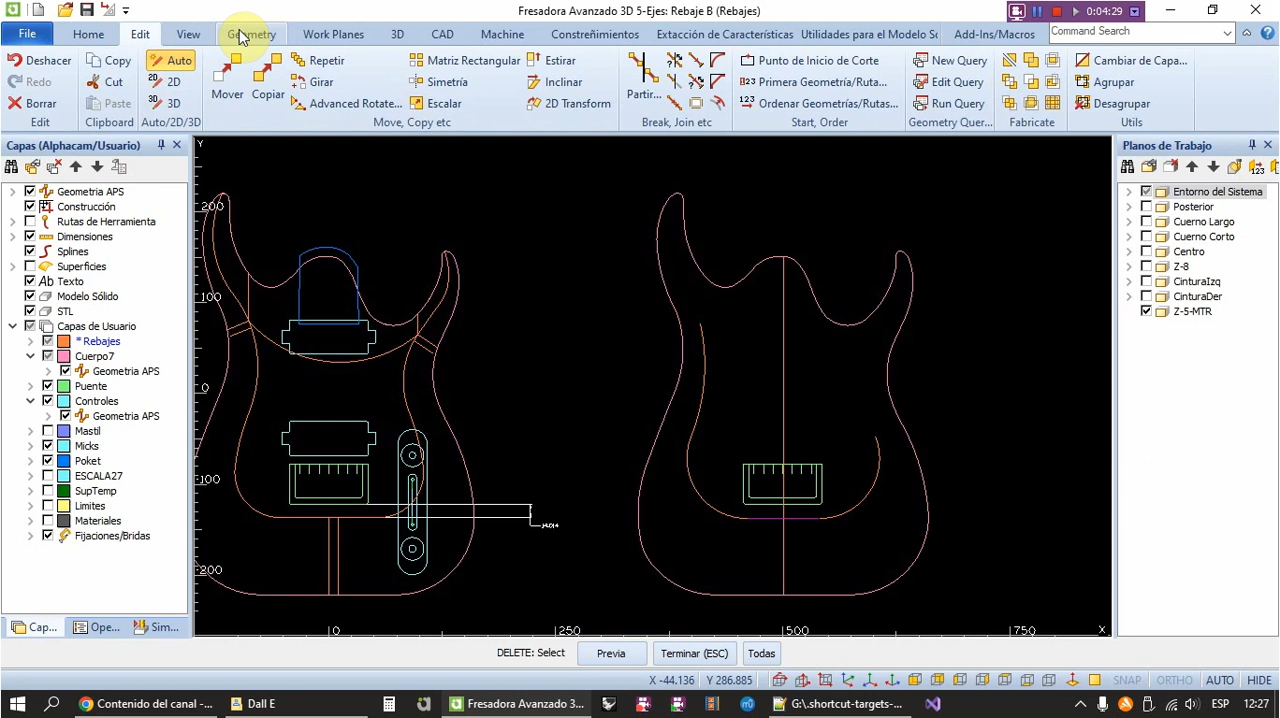 Fresadora Avanzado 3D 5-Ejes: Rebaje B (Rebajes)
0:04:29
File Home Edit View Geometry Work Planes 3D CAD Machine Constreñimientos Extacción de Características Utilidades para el Modelo Sc Add-Ins/Macros Command Search
Deshacer Copy Auto Repetir Matriz Rectangular Estirar Punto de Inicio de Corte New Query Cambiar de Capa...
Redo Cut 2D Mover Copiar Girar Simetría Inclinar Partir... Primera Geometría/Ruta... Edit Query Agrupar
Borrar Paste 3D Advanced Rotate... Escalar 2D Transform 123 Ordenar Geometrías/Rutas... Run Query Desagrupar
Edit Clipboard Auto/2D/3D Move, Copy etc Break, Join etc Start, Order Geometry Quer... Fabricate Utils
Capas (Alphacam/Usuario)
Geometria APS
Construcción
Rutas de Herramienta
Dimensiones
Splines
Superficies
Ab Texto
Modelo Sólido
STL
Capas de Usuario
* Rebajes
Cuerpo7
Geometria APS
Puente
Controles
Geometria APS
Mastil
Micks
Poket
ESCALA27
SupTemp
Limites
Materiales
Fijaciones/Bridas
Cap... Ope... Sim...
Y
200
100
0
-100
-200
0 250 500 750 X
Planos de Trabajo
123
Entorno del Sistema
Posterior
Cuerno Largo
Cuerno Corto
Centro
Z-8
CinturaIzq
CinturaDer
Z-5-MTR
DELETE: Select Previa Terminar (ESC) Todas
X -44.136 Y 286.885 SNAP ORTHO AUTO HIDE
Contenido del canal -... Dall E Fresadora Avanzado 3... G:\.shortcut-targets-... ESP 12:27